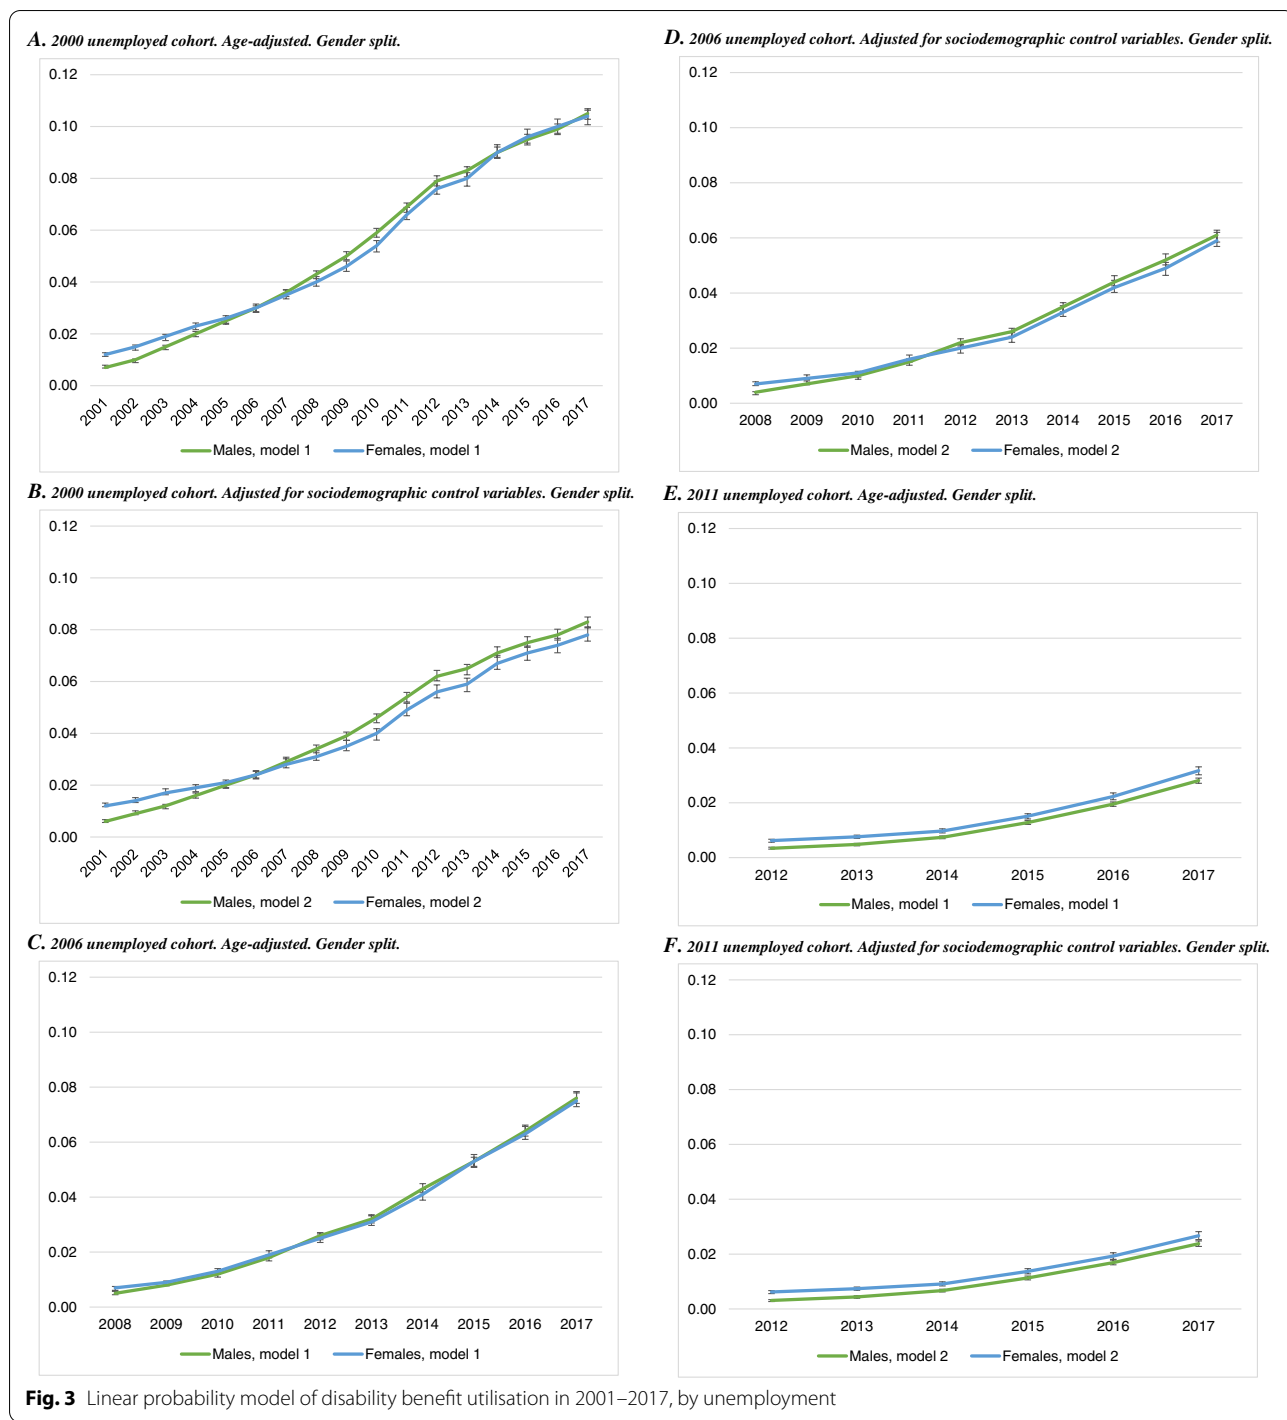 A. 2000 unemployed cohort. Age-adjusted. Gender split.
0.12
0.10
0.08
0.06
0.04
0.02
0.00
2001 2002 2003 2004 2005 2006 2007 2008 2009 2010 2011 2012 2013 2014 2015 2016 2017
Males, model 1 Females, model 1
B. 2000 unemployed cohort. Adjusted for sociodemographic control variables. Gender split.
0.12
0.10
0.08
0.06
0.04
0.02
0.00
2001 2002 2003 2004 2005 2006 2007 2008 2009 2010 2011 2012 2013 2014 2015 2016 2017
Males, model 2 Females, model 2
C. 2006 unemployed cohort. Age-adjusted. Gender split.
0.12
0.10
0.08
0.06
0.04
0.02
0.00
2008 2009 2010 2011 2012 2013 2014 2015 2016 2017
Males, model 1 Females, model 1
D. 2006 unemployed cohort. Adjusted for sociodemographic control variables. Gender split.
0.12
0.10
0.08
0.06
0.04
0.02
0.00
2008 2009 2010 2011 2012 2013 2014 2015 2016 2017
Males, model 2 Females, model 2
E. 2011 unemployed cohort. Age-adjusted. Gender split.
0.12
0.10
0.08
0.06
0.04
0.02
0.00
2012 2013 2014 2015 2016 2017
Males, model 1 Females, model 1
F. 2011 unemployed cohort. Adjusted for sociodemographic control variables. Gender split.
0.12
0.10
0.08
0.06
0.04
0.02
0.00
2012 2013 2014 2015 2016 2017
Males, model 2 Females, model 2
Fig. 3 Linear probability model of disability benefit utilisation in 2001–2017, by unemployment